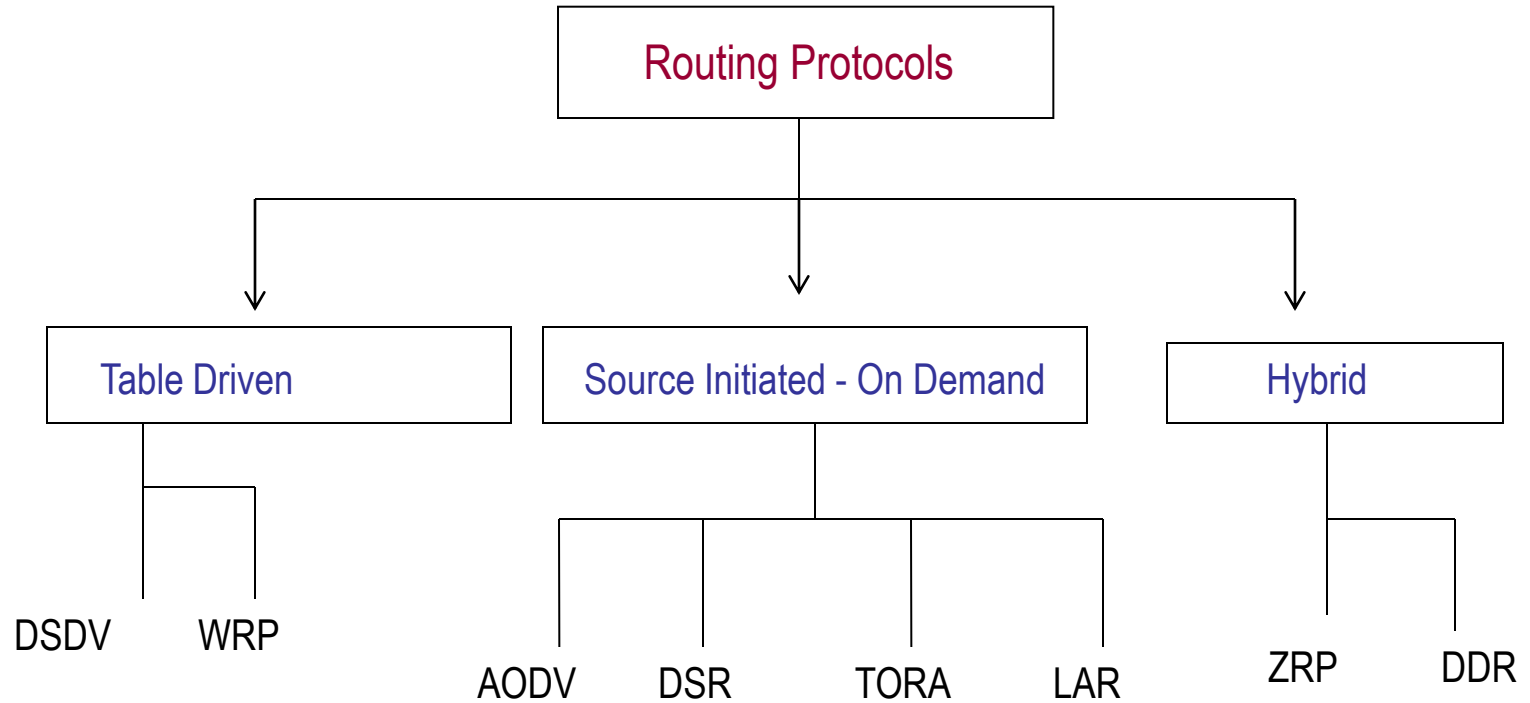 Routing Protocols
Table Driven
Source Initiated - On Demand
Hybrid
DSDV
WRP
AODV
DSR
TORA
LAR
ZRP
DDR